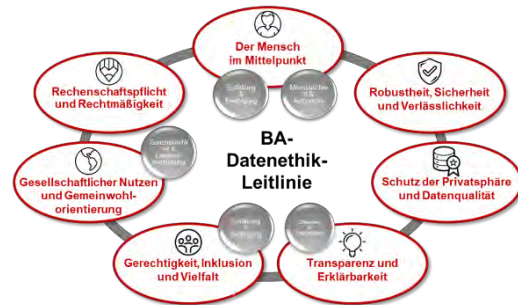 Der Mensch
im Mittelpunkt
Rechenschaftspflicht
und Rechtmäßigkeit
Robustheit, Sicherheit
und Verlässlichkeit
BA-
Datenethik-
Leitlinie
Gesellschaftlicher Nutzen
und Gemeinwohl-
orientierung
Schutz der Privatsphäre
und Datenqualität
Gerechtigkeit, Inklusion
und Vielfalt
Transparenz und
Erklärbarkeit